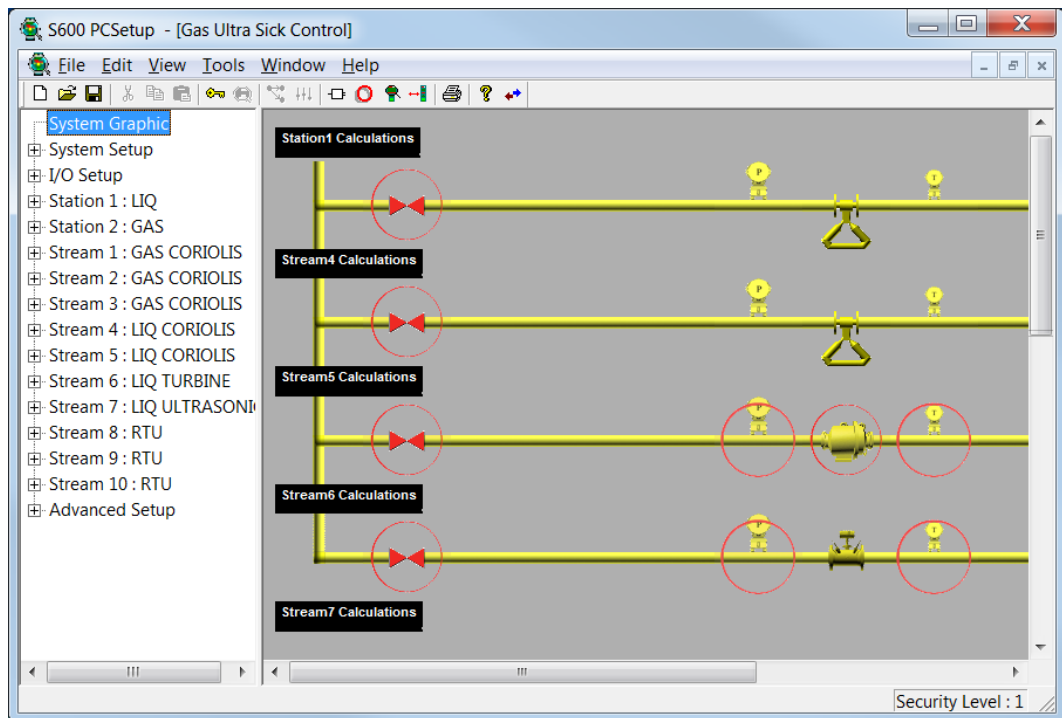 S600 PCSetup - [Gas Ultra Sick Control]
File Edit View Tools Window Help
System Graphic
System Setup
I/O Setup
Station 1 : LIQ
Station 2 : GAS
Stream 1 : GAS CORIOLIS
Stream 2 : GAS CORIOLIS
Stream 3 : GAS CORIOLIS
Stream 4 : LIQ CORIOLIS
Stream 5 : LIQ CORIOLIS
Stream 6 : LIQ TURBINE
Stream 7 : LIQ ULTRASONI
Stream 8 : RTU
Stream 9 : RTU
Stream 10 : RTU
Advanced Setup
Station1 Calculations
P T
Stream4 Calculations
P T
Stream5 Calculations
P T
Stream6 Calculations
P T
Stream7 Calculations
Security Level : 1